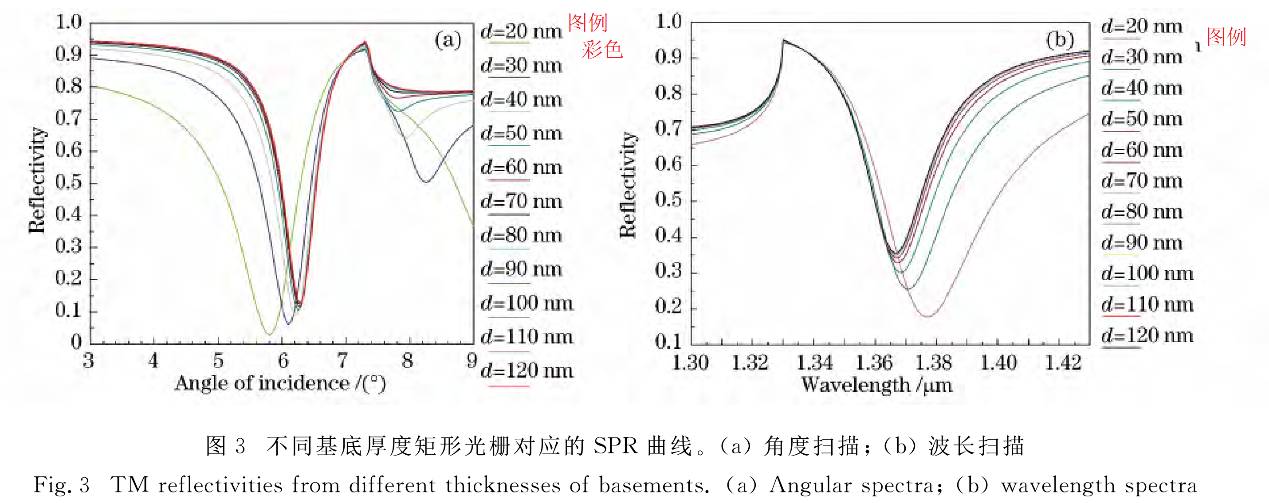 1.0
0.9
0.8
0.7
0.6
0.5
0.4
0.3
0.2
0.1
0
Reflectivity
3 4 5 6 7 8 9
Angle of incidence /(°)
(a)
d=20 nm
d=30 nm
d=40 nm
d=50 nm
d=60 nm
d=70 nm
d=80 nm
d=90 nm
d=100 nm
d=110 nm
d=120 nm
图例
彩色
1.0
0.9
0.8
0.7
0.6
0.5
0.4
0.3
0.2
0.1
Reflectivity
1.30 1.32 1.34 1.36 1.38 1.40 1.42
Wavelength /μm
(b)
d=20 nm
d=30 nm
d=40 nm
d=50 nm
d=60 nm
d=70 nm
d=80 nm
d=90 nm
d=100 nm
d=110 nm
d=120 nm
图例
图 3 不同基底厚度矩形光栅对应的 SPR 曲线。(a) 角度扫描; (b) 波长扫描
Fig. 3 TM reflectivities from different thicknesses of basements. (a) Angular spectra; (b) wavelength spectra